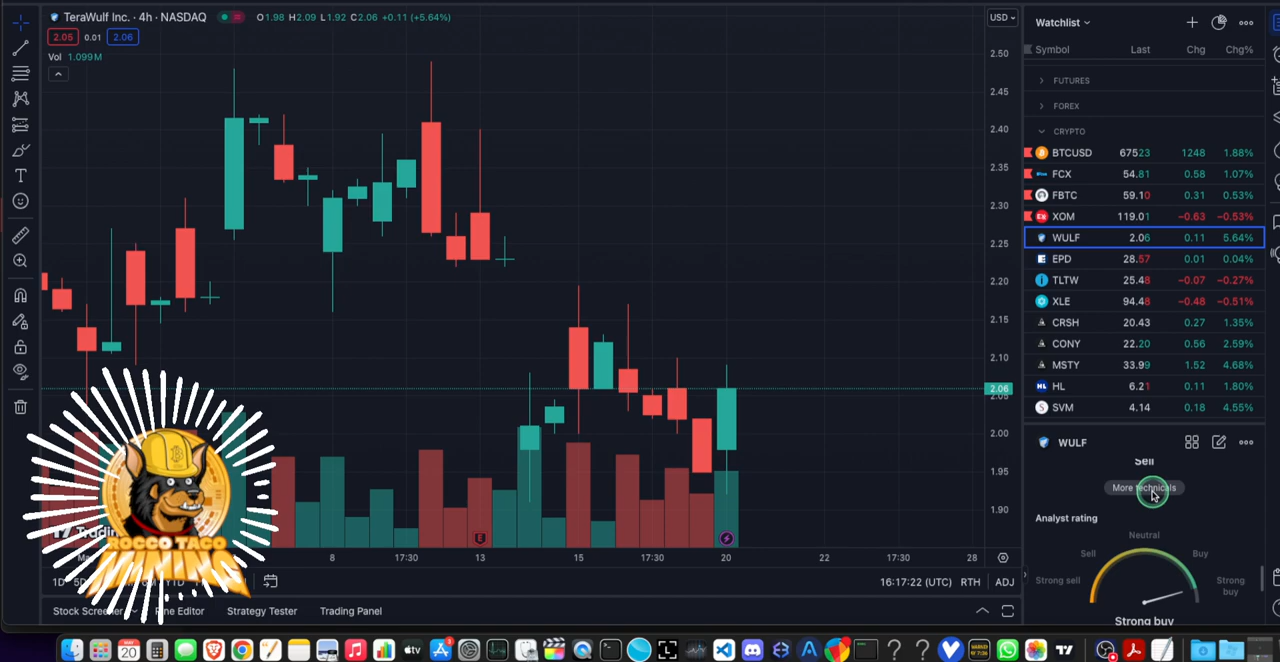 TeraWulf Inc. · 4h · NASDAQ
O1.98 H2.09 L1.92 C2.06 +0.11 (+5.64%)
2.05 0.01 2.06
Vol 1.099M
USD
2.50
2.45
2.40
2.35
2.30
2.25
2.20
2.15
2.10
2.06
2.05
2.00
1.95
1.90
E
8 17:30 13 15 17:30 20 22 17:30 28
1D
16:17:22 (UTC) RTH ADJ
Stock Screener Pine Editor Strategy Tester Trading Panel
ROCCO TACO
MINING
Watchlist
Symbol Last Chg Chg%
FUTURES
FOREX
CRYPTO
BTCUSD 67523 1248 1.88%
FCX 54.81 0.58 1.07%
FBTC 59.10 0.31 0.53%
XOM 119.01 −0.63 −0.53%
WULF 2.06 0.11 5.64%
EPD 28.57 0.01 0.04%
TLTW 25.48 −0.07 −0.27%
XLE 94.48 −0.48 −0.51%
CRSH 20.43 0.27 1.35%
CONY 22.20 0.56 2.59%
MSTY 33.99 1.52 4.68%
HL 6.21 0.11 1.80%
SVM 4.14 0.18 4.55%
WULF
Sell
More technicals
Analyst rating
Neutral
Sell Buy
Strong sell Strong buy
Strong buy
MAY
20